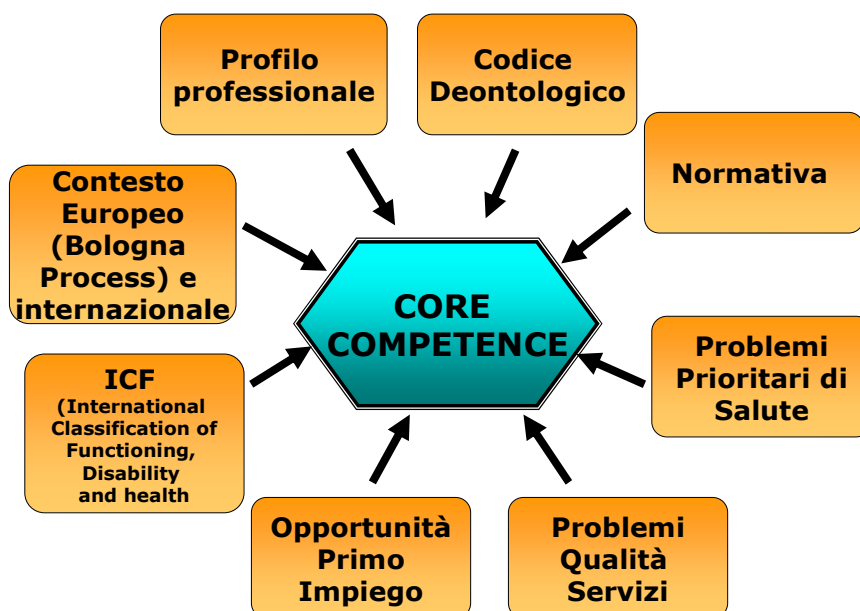 Profilo
professionale
Codice
Deontologico
Normativa
Contesto
Europeo
(Bologna
Process) e
internazionale
CORE
COMPETENCE
Problemi
Prioritari di
Salute
ICF
(International
Classification of
Functioning,
Disability
and health
Opportunità
Primo
Impiego
Problemi
Qualità
Servizi